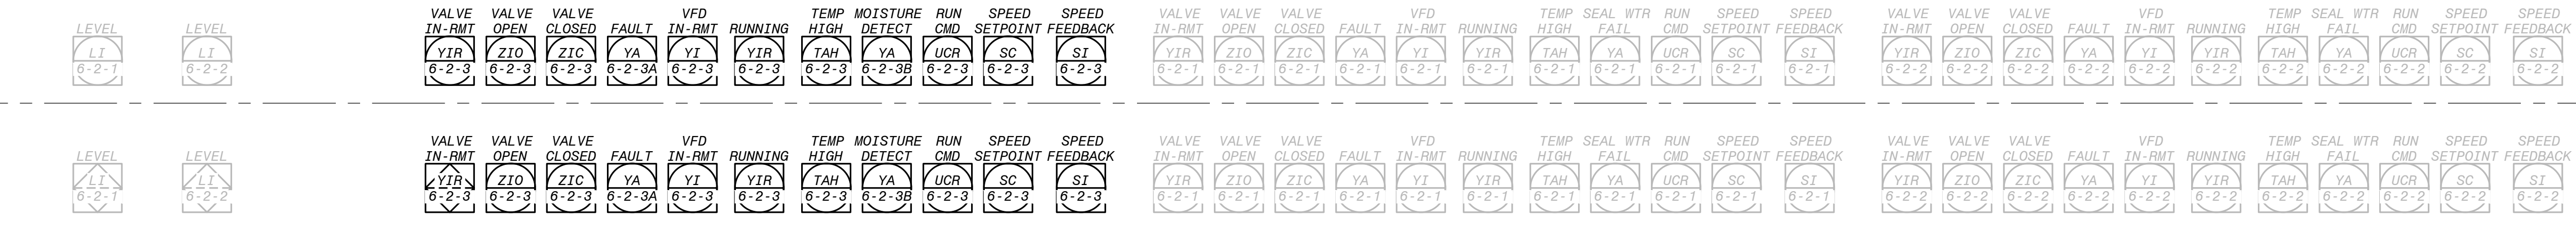 VALVE VALVE VALVE VFD TEMP MOISTURE RUN SPEED SPEED VALVE VALVE VALVE VFD TEMP SEAL WTR RUN SPEED SPEED VALVE VALVE VALVE VFD TEMP SEAL WTR RUN SPEED SPEED
LEVEL LEVEL IN-RMT OPEN CLOSED FAULT IN-RMT RUNNING HIGH DETECT CMD SETPOINT FEEDBACK IN-RMT OPEN CLOSED FAULT IN-RMT RUNNING HIGH FAIL CMD SETPOINT FEEDBACK IN-RMT OPEN CLOSED FAULT IN-RMT RUNNING HIGH FAIL CMD SETPOINT FEEDBACK
LI LI YIR ZIO ZIC YA YI YIR TAH YA UCR SC SI YIR ZIO ZIC YA YI YIR TAH YA UCR SC SI YIR ZIO ZIC YA YI YIR TAH YA UCR SC SI
6-2-1 6-2-2 6-2-3 6-2-3 6-2-3 6-2-3A 6-2-3 6-2-3 6-2-3 6-2-3B 6-2-3 6-2-3 6-2-3 6-2-1 6-2-1 6-2-1 6-2-1 6-2-1 6-2-1 6-2-1 6-2-1 6-2-1 6-2-1 6-2-1 6-2-2 6-2-2 6-2-2 6-2-2 6-2-2 6-2-2 6-2-2 6-2-2 6-2-2 6-2-2 6-2-2
VALVE VALVE VALVE VFD TEMP MOISTURE RUN SPEED SPEED VALVE VALVE VALVE VFD TEMP SEAL WTR RUN SPEED SPEED VALVE VALVE VALVE VFD TEMP SEAL WTR RUN SPEED SPEED
LEVEL LEVEL IN-RMT OPEN CLOSED FAULT IN-RMT RUNNING HIGH DETECT CMD SETPOINT FEEDBACK IN-RMT OPEN CLOSED FAULT IN-RMT RUNNING HIGH FAIL CMD SETPOINT FEEDBACK IN-RMT OPEN CLOSED FAULT IN-RMT RUNNING HIGH FAIL CMD SETPOINT FEEDBACK
LI LI YIR ZIO ZIC YA YI YIR TAH YA UCR SC SI YIR ZIO ZIC YA YI YIR TAH YA UCR SC SI YIR ZIO ZIC YA YI YIR TAH YA UCR SC SI
6-2-1 6-2-2 6-2-3 6-2-3 6-2-3 6-2-3A 6-2-3 6-2-3 6-2-3 6-2-3B 6-2-3 6-2-3 6-2-3 6-2-1 6-2-1 6-2-1 6-2-1 6-2-1 6-2-1 6-2-1 6-2-1 6-2-1 6-2-1 6-2-1 6-2-2 6-2-2 6-2-2 6-2-2 6-2-2 6-2-2 6-2-2 6-2-2 6-2-2 6-2-2 6-2-2